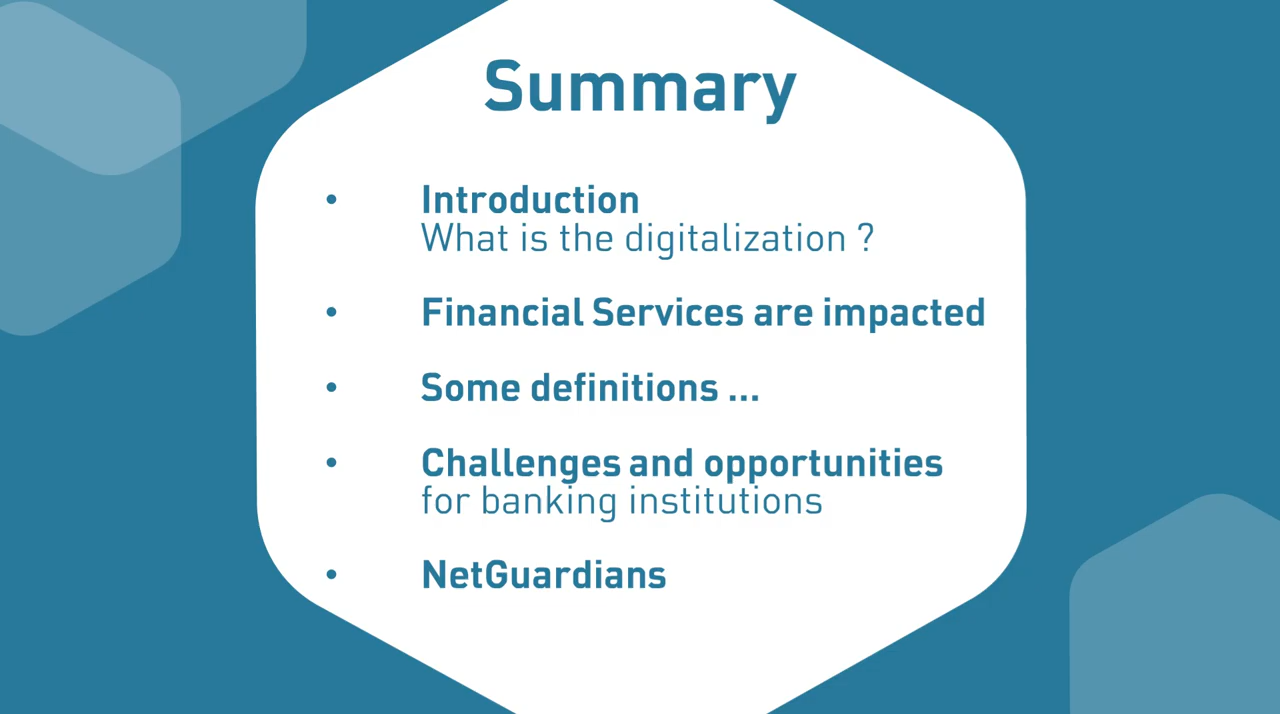 Summary
• Introduction
What is the digitalization ?
• Financial Services are impacted
• Some definitions ...
• Challenges and opportunities
for banking institutions
• NetGuardians